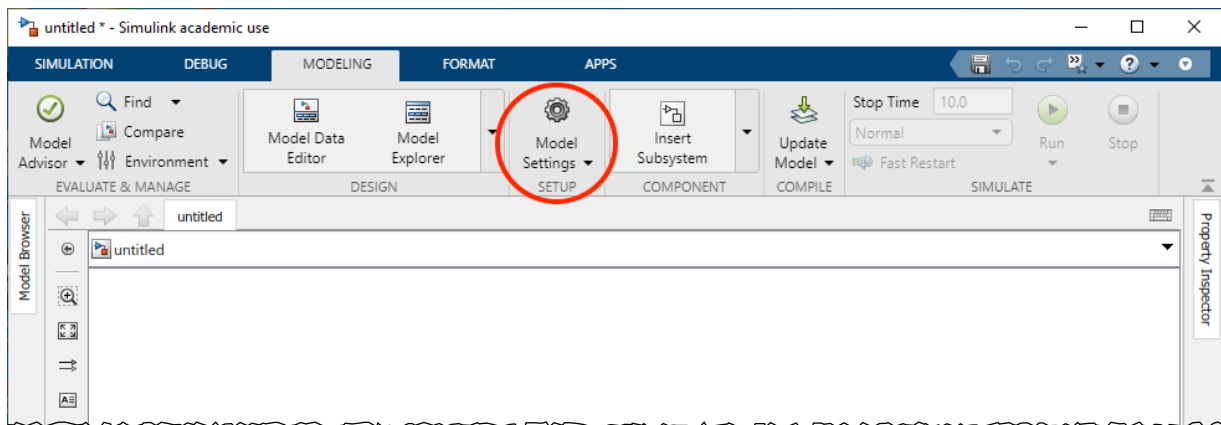 untitled * - Simulink academic use
SIMULATION DEBUG MODELING FORMAT APPS
Find
Compare
Environment
Model
Advisor
EVALUATE & MANAGE
Model Data
Editor
Model
Explorer
DESIGN
Model
Settings
SETUP
Insert
Subsystem
COMPONENT
Update
Model
COMPILE
Stop Time 10.0
Normal
Fast Restart
Run
Stop
SIMULATE
Model Browser
untitled
untitled
Property Inspector